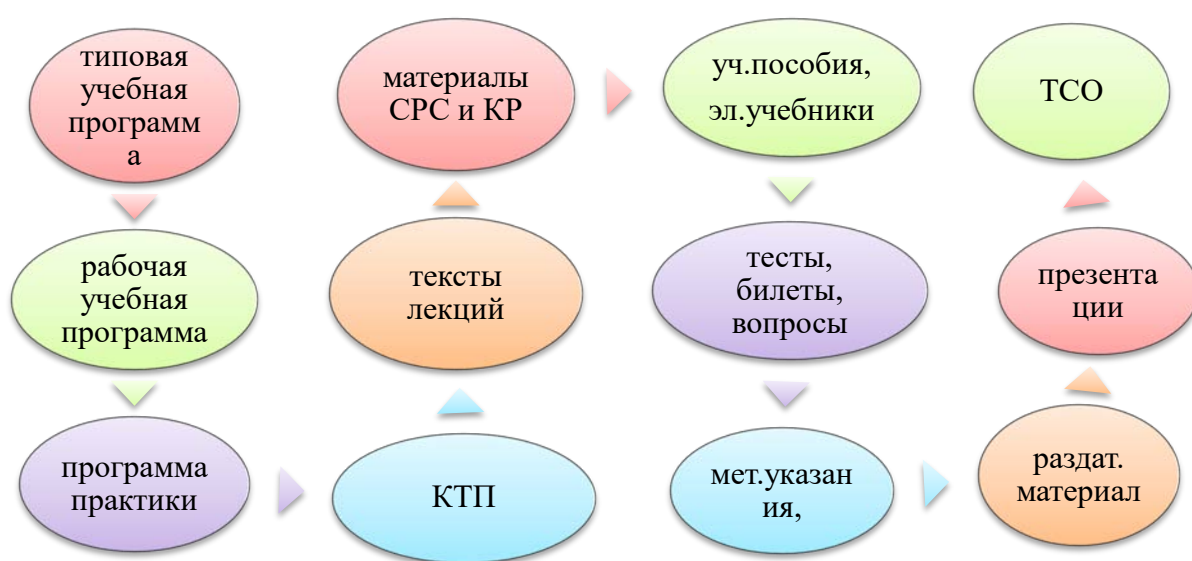 типовая
учебная
программ
а
рабочая
учебная
программа
программа
практики
КТП
тексты
лекций
материалы
СРС и КР
уч.пособия,
эл.учебники
тесты,
билеты,
вопросы
мет.указан
ия,
раздат.
материал
презента
ции
ТСО